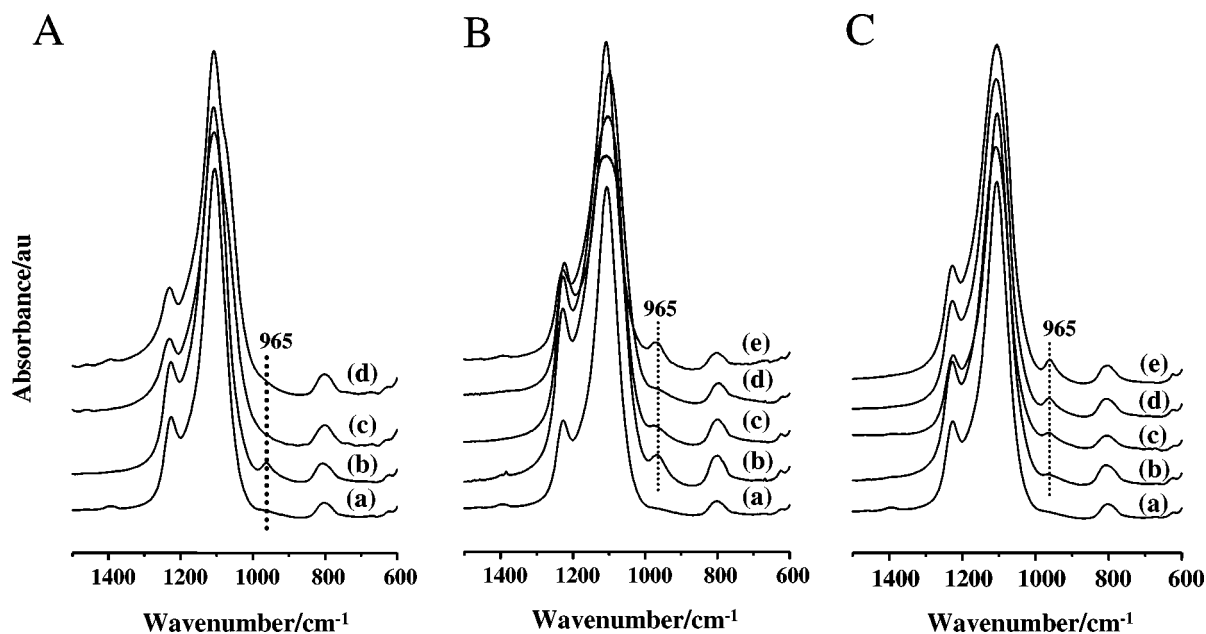 A
B
C
Absorbance/au
965
(d)
(c)
(b)
(a)
965
(e)
(d)
(c)
(b)
(a)
965
(e)
(d)
(c)
(b)
(a)
1400 1200 1000 800 600
1400 1200 1000 800 600
1400 1200 1000 800 600
Wavenumber/cm⁻¹
Wavenumber/cm⁻¹
Wavenumber/cm⁻¹